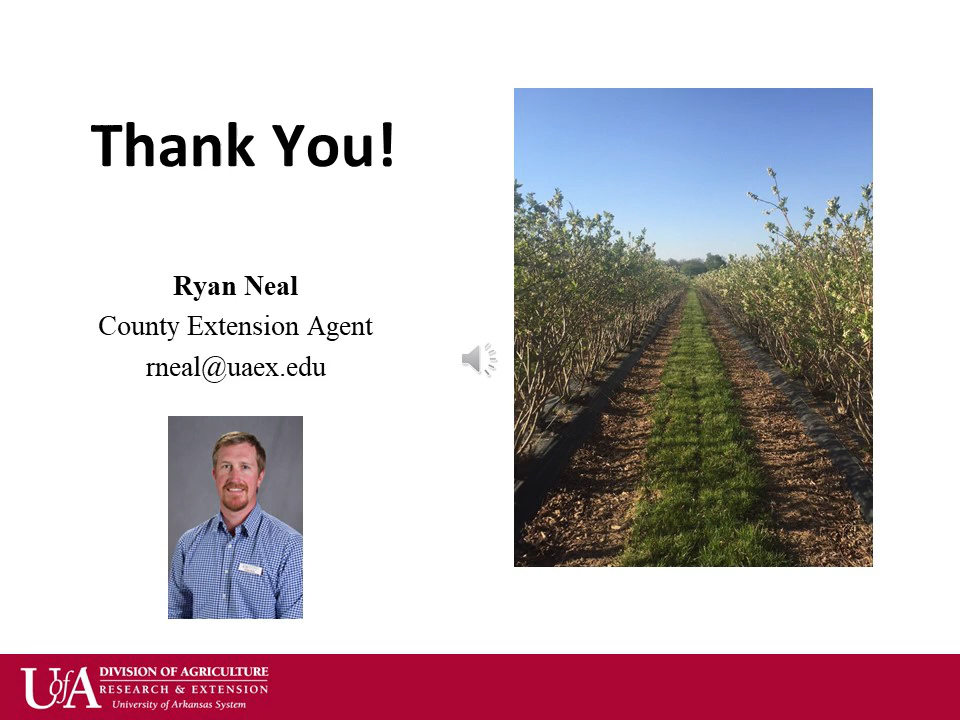 Thank You!
Ryan Neal
County Extension Agent
rneal@uaex.edu
UofA
DIVISION OF AGRICULTURE
RESEARCH & EXTENSION
University of Arkansas System